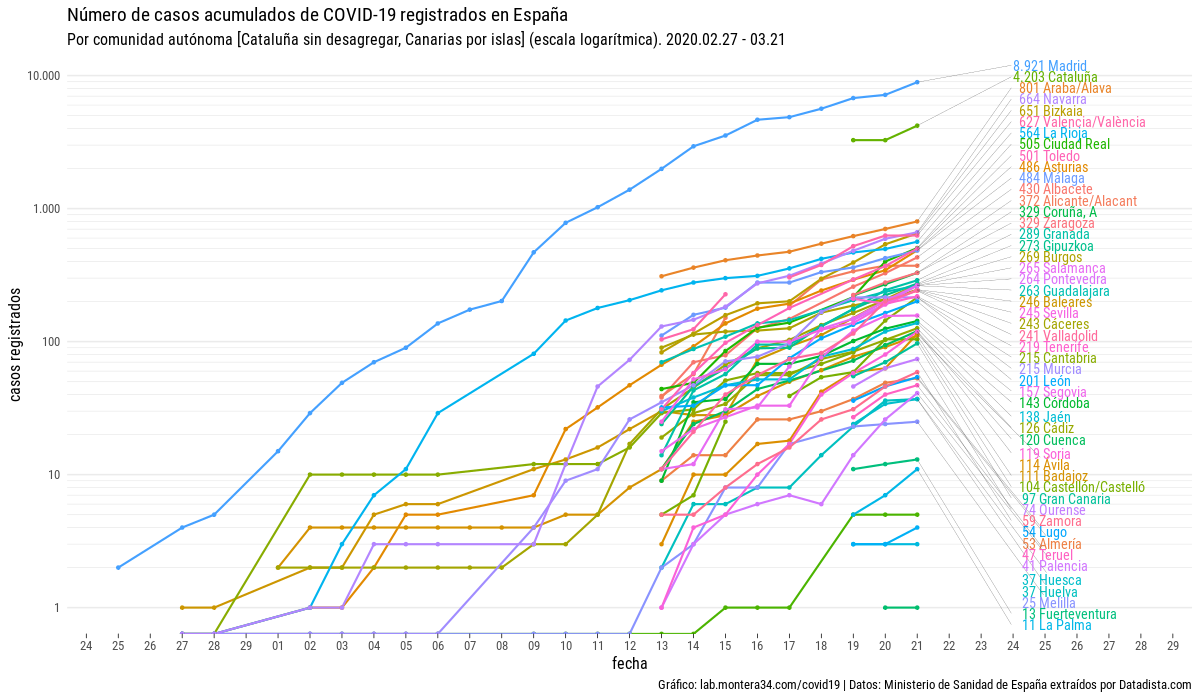 Número de casos acumulados de COVID-19 registrados en España
Por comunidad autónoma [Cataluña sin desagregar, Canarias por islas] (escala logarítmica). 2020.02.27 - 03.21
casos registrados
10.000
1.000
100
10
1
8.921 Madrid
4.203 Cataluña
801 Araba/Álava
664 Navarra
651 Bizkaia
627 Valencia/València
564 La Rioja
505 Ciudad Real
501 Toledo
486 Asturias
484 Málaga
430 Albacete
372 Alicante/Alacant
329 Coruña, A
329 Zaragoza
289 Granada
273 Gipuzkoa
269 Burgos
265 Salamanca
264 Pontevedra
263 Guadalajara
246 Baleares
245 Sevilla
243 Cáceres
241 Valladolid
219 Tenerife
215 Cantabria
215 Murcia
201 León
157 Segovia
143 Córdoba
138 Jaén
126 Cádiz
120 Cuenca
119 Soria
114 Ávila
111 Badajoz
104 Castellón/Castelló
97 Gran Canaria
74 Ourense
59 Zamora
54 Lugo
53 Almería
47 Teruel
41 Palencia
37 Huesca
37 Huelva
25 Melilla
13 Fuerteventura
11 La Palma
24 25 26 27 28 29 01 02 03 04 05 06 07 08 09 10 11 12 13 14 15 16 17 18 19 20 21 22 23 24 25 26 27 28 29
fecha
Gráfico: lab.montera34.com/covid19 | Datos: Ministerio de Sanidad de España extraídos por Datadista.com